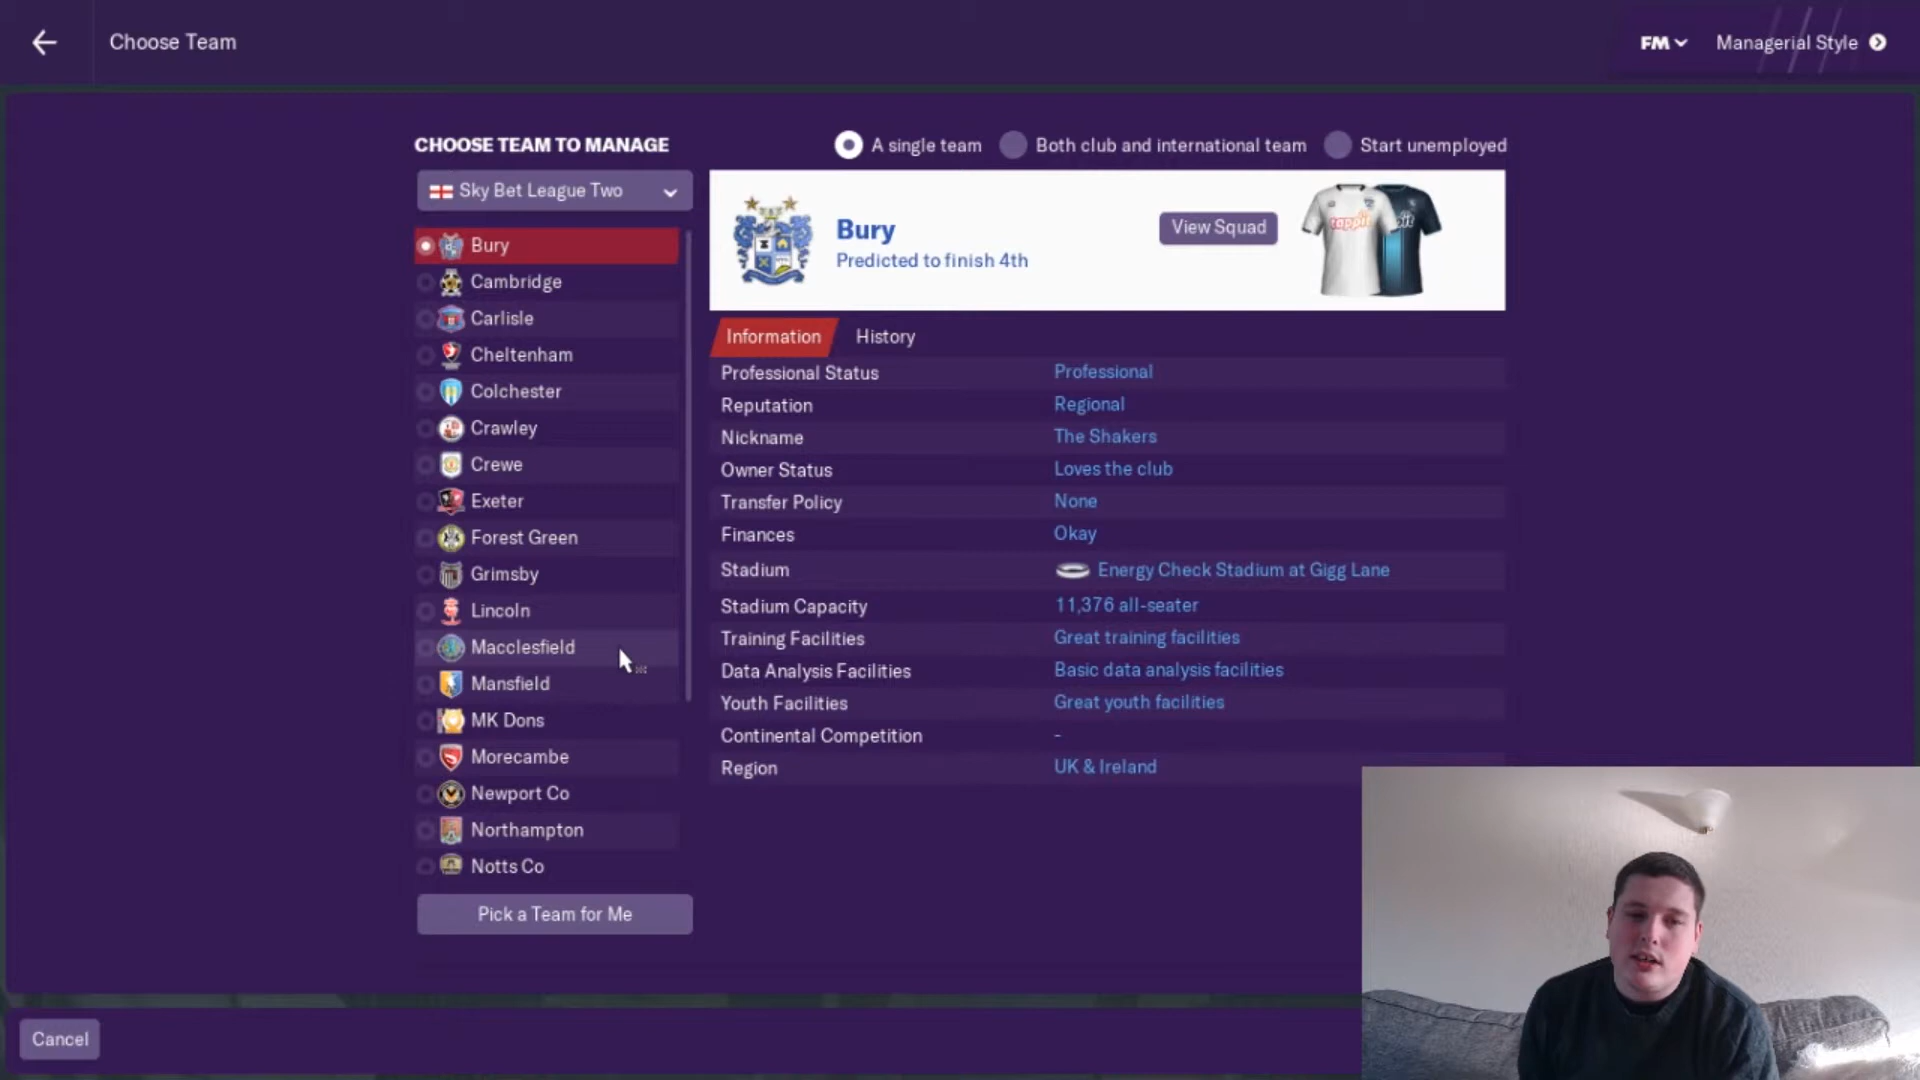 Choose Team
FM
Managerial Style
CHOOSE TEAM TO MANAGE
A single team
Both club and international team
Start unemployed
Sky Bet League Two
Bury
Cambridge
Carlisle
Cheltenham
Colchester
Crawley
Crewe
Exeter
Forest Green
Grimsby
Lincoln
Macclesfield
Mansfield
MK Dons
Morecambe
Newport Co
Northampton
Notts Co
Pick a Team for Me
Bury
Predicted to finish 4th
View Squad
tappit
Information History
Professional Status Professional
Reputation Regional
Nickname The Shakers
Owner Status Loves the club
Transfer Policy None
Finances Okay
Stadium Energy Check Stadium at Gigg Lane
Stadium Capacity 11,376 all-seater
Training Facilities Great training facilities
Data Analysis Facilities Basic data analysis facilities
Youth Facilities Great youth facilities
Continental Competition -
Region UK & Ireland
Cancel